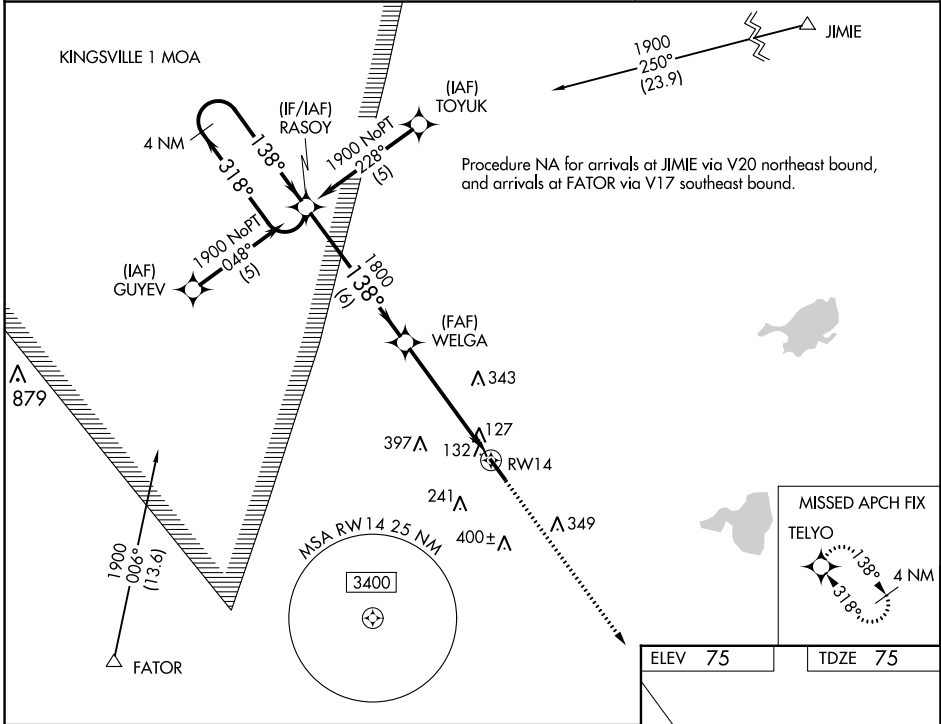 KINGSVILLE 1 MOA
JIMIE
1900
250°
(23.9)
(IAF)
TOYUK
(IF/IAF)
RASOY
4 NM
138°
318°
1900 NoPT
228°
(5)
Procedure NA for arrivals at JIMIE via V20 northeast bound,
and arrivals at FATOR via V17 southeast bound.
1900 NoPT
048°
(5)
(IAF)
GUYEV
1800
138°
(6)
(FAF)
WELGA
879
343
127
397
132
RW14
241
349
400±
MSA RW14 25 NM
3400
1900
006°
(13.6)
FATOR
MISSED APCH FIX
TELYO
138°
4 NM
318°
ELEV 75
TDZE 75